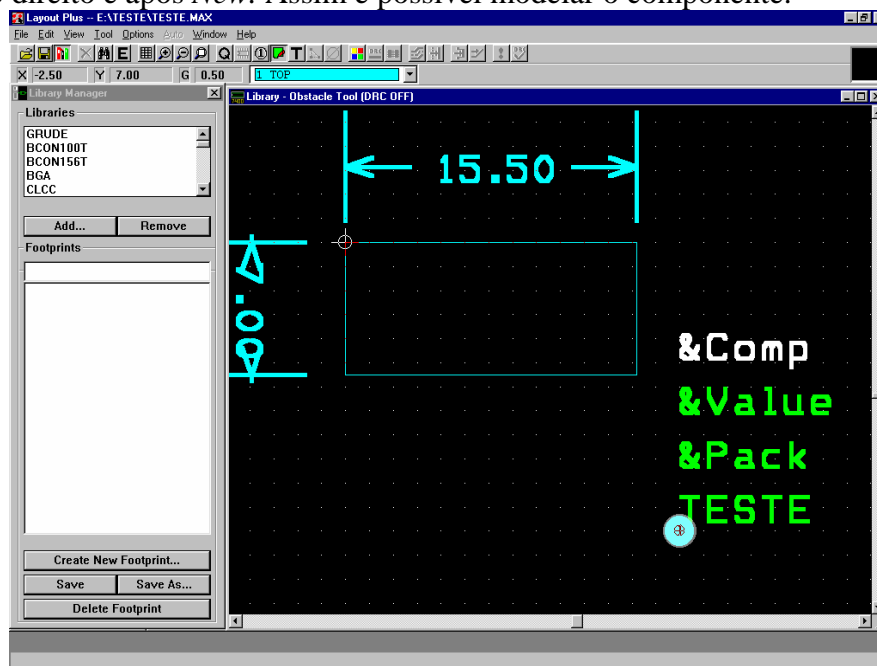 direito e após New. Assim é possível modelar o componente.
Layout Plus -- E:\TESTE\TESTE.MAX
File Edit View Tool Options Auto Window Help
X -2.50 Y 7.00 G 0.50 1 TOP
Library Manager
Library - Obstacle Tool (DRC OFF)
Libraries
GRUDE
BCON100T
BCON156T
BGA
CLCC
Add... Remove
Footprints
15.50
&Comp
&Value
&Pack
TESTE
1
Create New Footprint...
Save Save As...
Delete Footprint